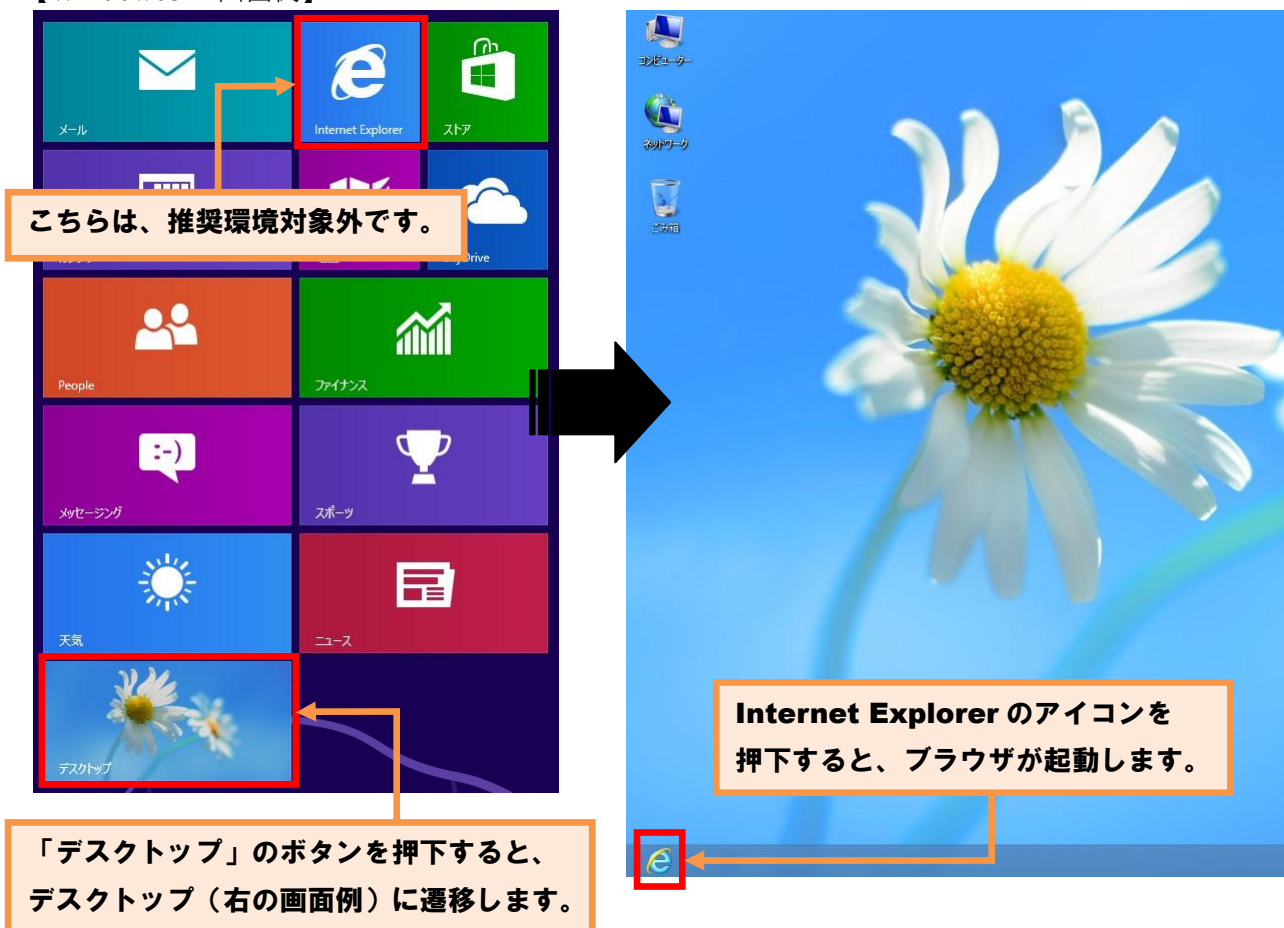 メール
Internet Explorer
ストア
こちらは、推奨環境対象外です。
People
ファイナンス
メッセージング
スポーツ
天気
ニュース
デスクトップ
「デスクトップ」のボタンを押下すると、
デスクトップ（右の画面例）に遷移します。
コンピューター
ネットワーク
ごみ箱
Internet Explorer のアイコンを
押下すると、ブラウザが起動します。